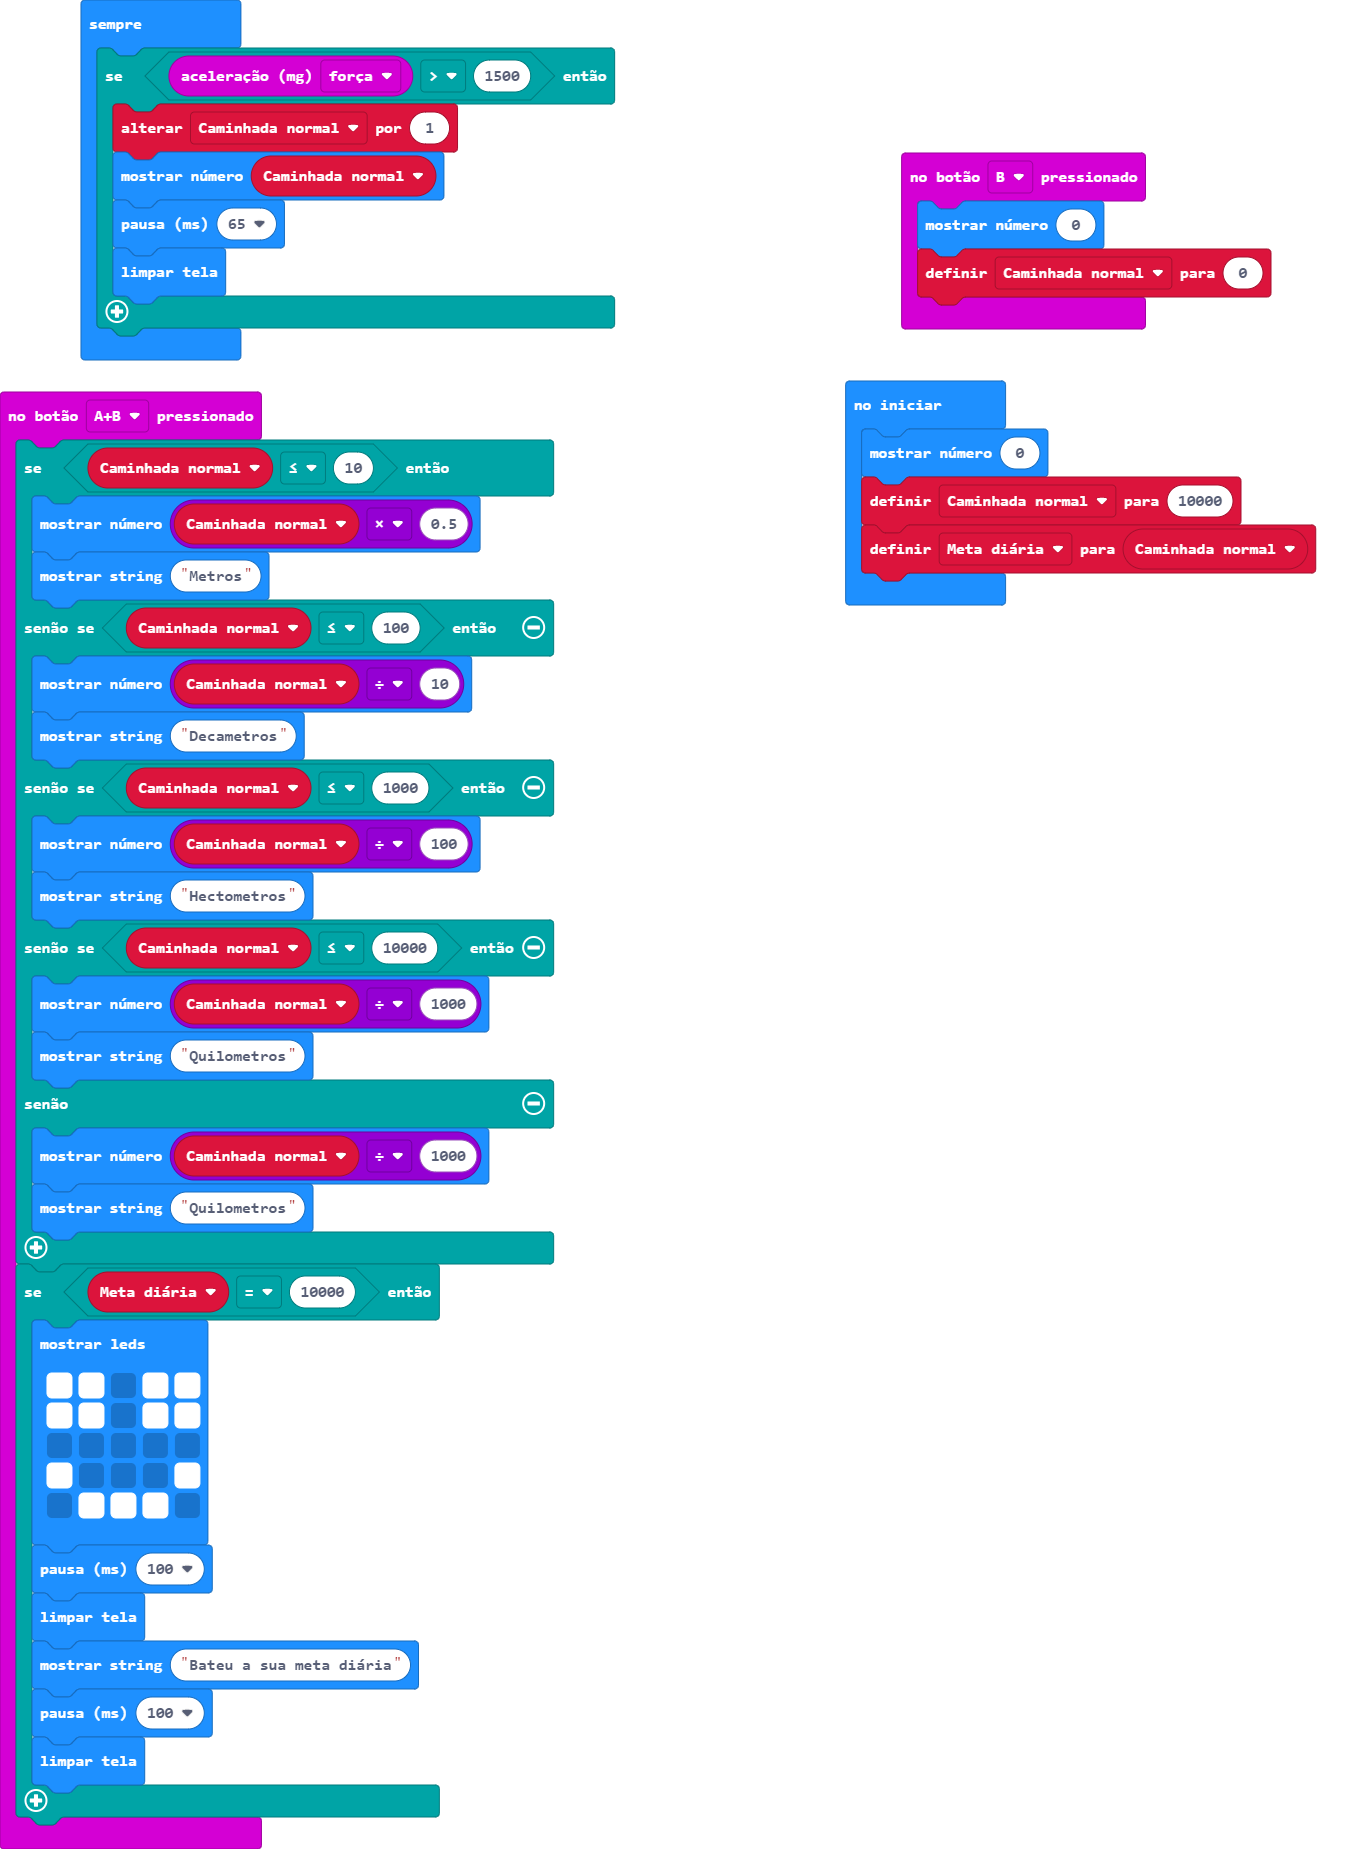 sempre
se aceleração (mg) força > 1500 então
alterar Caminhada normal por 1
mostrar número Caminhada normal
pausa (ms) 65
limpar tela
no botão B pressionado
mostrar número 0
definir Caminhada normal para 0
no botão A+B pressionado
se Caminhada normal ≤ 10 então
mostrar número Caminhada normal × 0.5
mostrar string "Metros"
senão se Caminhada normal ≤ 100 então
mostrar número Caminhada normal ÷ 10
mostrar string "Decametros"
senão se Caminhada normal ≤ 1000 então
mostrar número Caminhada normal ÷ 100
mostrar string "Hectometros"
senão se Caminhada normal ≤ 10000 então
mostrar número Caminhada normal ÷ 1000
mostrar string "Quilometros"
senão
mostrar número Caminhada normal ÷ 1000
mostrar string "Quilometros"
se Meta diária = 10000 então
mostrar leds
pausa (ms) 100
limpar tela
mostrar string "Bateu a sua meta diária"
pausa (ms) 100
limpar tela
no iniciar
mostrar número 0
definir Caminhada normal para 10000
definir Meta diária para Caminhada normal